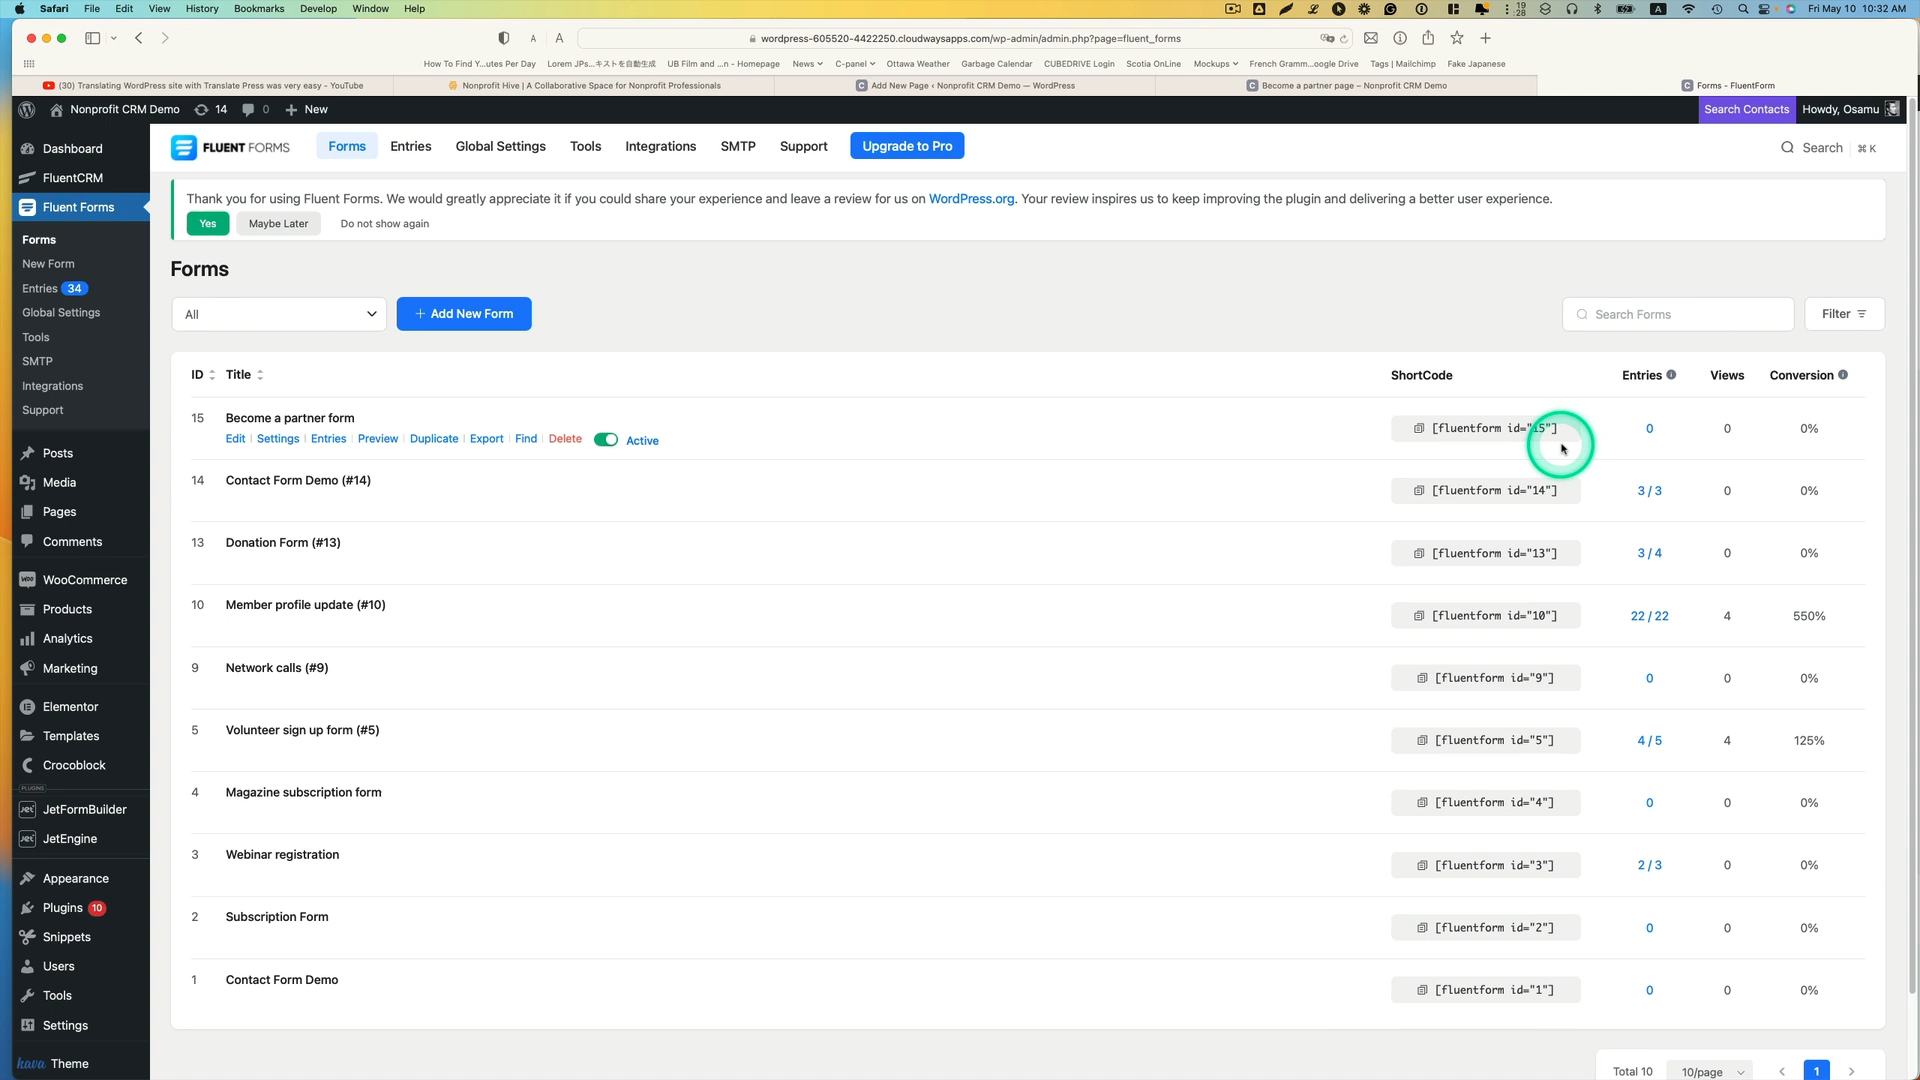 Safari File Edit View History Bookmarks Develop Window Help
19
28
A
Fri May 10 10:32 AM
A A
wordpress-605520-4422250.cloudwaysapps.com/wp-admin/admin.php?page=fluent_forms
How To Find Y...utes Per Day Lorem JPs...キストを自動生成 UB Film and ...n - Homepage News C-panel Ottawa Weather Garbage Calendar CUBEDRIVE Login Scotia OnLine Mockups French Gramm...oogle Drive Tags | Mailchimp Fake Japanese
(30) Translating WordPress site with Translate Press was very easy - YouTube
Nonprofit Hive | A Collaborative Space for Nonprofit Professionals
Add New Page ‹ Nonprofit CRM Demo — WordPress
Become a partner page – Nonprofit CRM Demo
Forms - FluentForm
Nonprofit CRM Demo 14 0 New
Search Contacts Howdy, Osamu
Dashboard
FluentCRM
Fluent Forms
Forms
New Form
Entries 34
Global Settings
Tools
SMTP
Integrations
Support
Posts
Media
Pages
Comments
WooCommerce
Products
Analytics
Marketing
Elementor
Templates
Crocoblock
PLUGINS
JetFormBuilder
JetEngine
Appearance
Plugins 10
Snippets
Users
Tools
Settings
kava Theme
FLUENT FORMS Forms Entries Global Settings Tools Integrations SMTP Support Upgrade to Pro
Search ⌘ K
Thank you for using Fluent Forms. We would greatly appreciate it if you could share your experience and leave a review for us on WordPress.org. Your review inspires us to keep improving the plugin and delivering a better user experience.
Yes Maybe Later Do not show again
Forms
All + Add New Form Search Forms Filter
ID Title ShortCode Entries Views Conversion
15 Become a partner form [fluentform id="15"] 0 0 0%
Edit | Settings | Entries | Preview | Duplicate | Export | Find | Delete Active
14 Contact Form Demo (#14) [fluentform id="14"] 3 / 3 0 0%
13 Donation Form (#13) [fluentform id="13"] 3 / 4 0 0%
10 Member profile update (#10) [fluentform id="10"] 22 / 22 4 550%
9 Network calls (#9) [fluentform id="9"] 0 0 0%
5 Volunteer sign up form (#5) [fluentform id="5"] 4 / 5 4 125%
4 Magazine subscription form [fluentform id="4"] 0 0 0%
3 Webinar registration [fluentform id="3"] 2 / 3 0 0%
2 Subscription Form [fluentform id="2"] 0 0 0%
1 Contact Form Demo [fluentform id="1"] 0 0 0%
Total 10 10/page 1